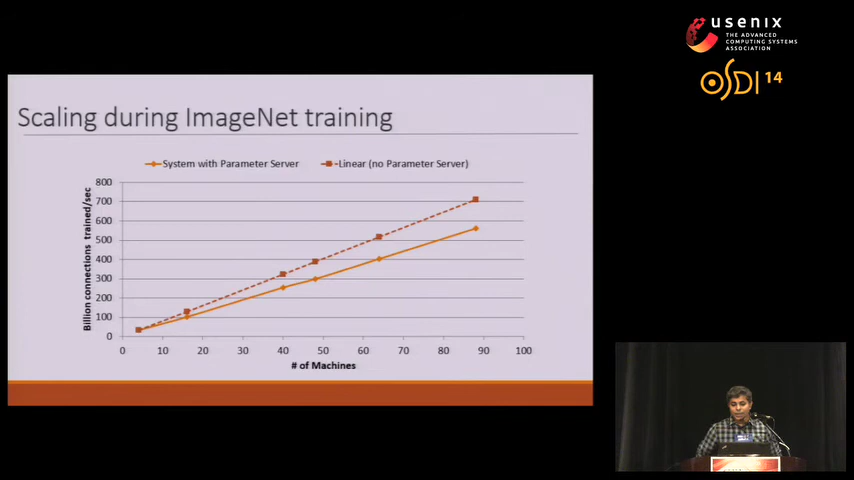 usenix
THE ADVANCED
COMPUTING SYSTEMS
ASSOCIATION
OSDI 14
Scaling during ImageNet training
System with Parameter Server
Linear (no Parameter Server)
Billion connections trained/sec
800
700
600
500
400
300
200
100
0
0 10 20 30 40 50 60 70 80 90 100
# of Machines